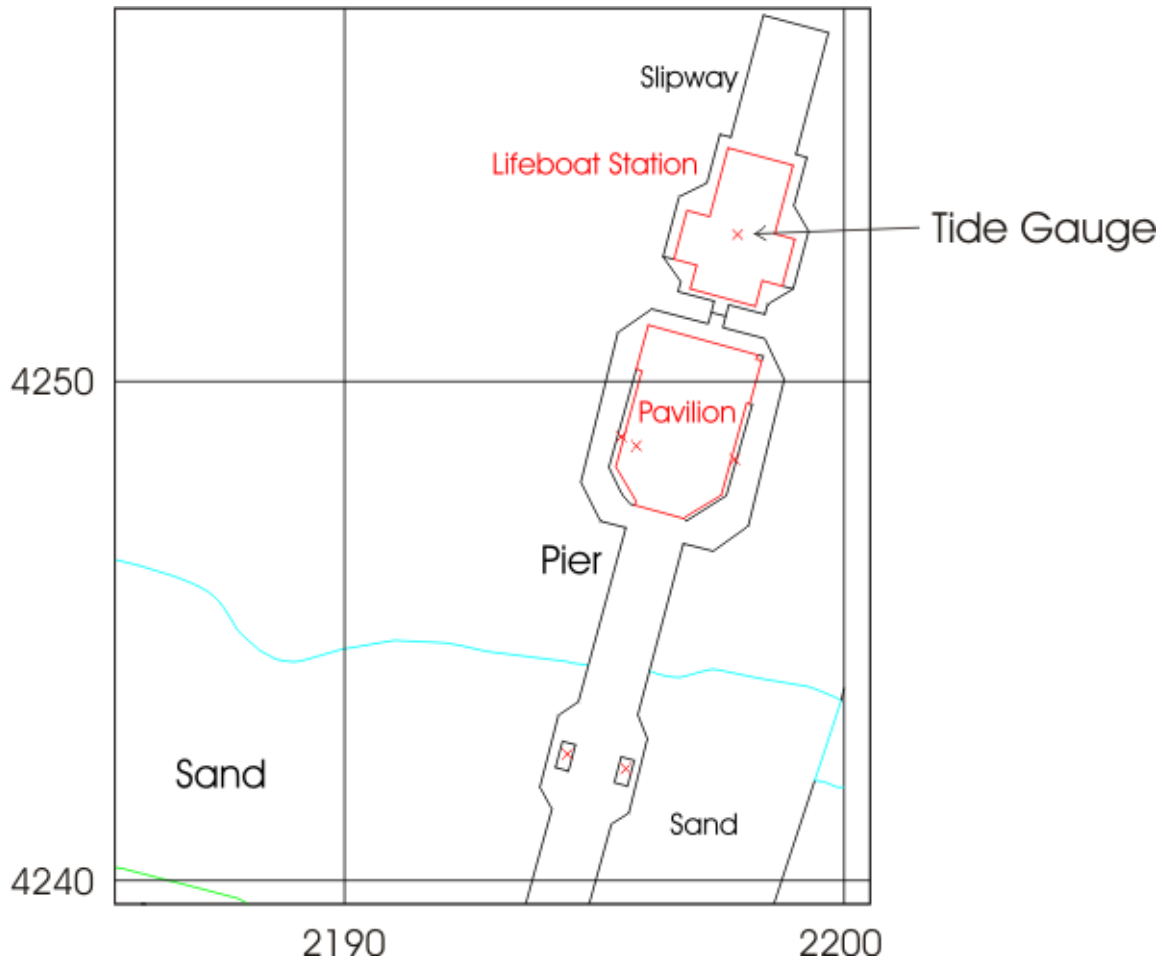 Slipway
Lifeboat Station
Tide Gauge
4250
Pavilion
Pier
Sand
Sand
4240
2190
2200